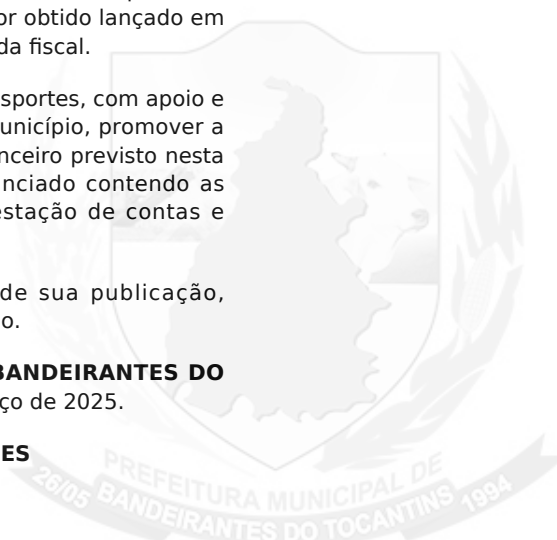 or obtido lançado em
da fiscal.
sportes, com apoio e
unicípio, promover a
nceiro previsto nesta
nciado contendo as
estação de contas e
de sua publicação,
o.
BANDEIRANTES DO
ço de 2025.
ES
PREFEITURA MUNICIPAL DE
26/05 BANDEIRANTES DO TOCANTINS 1994